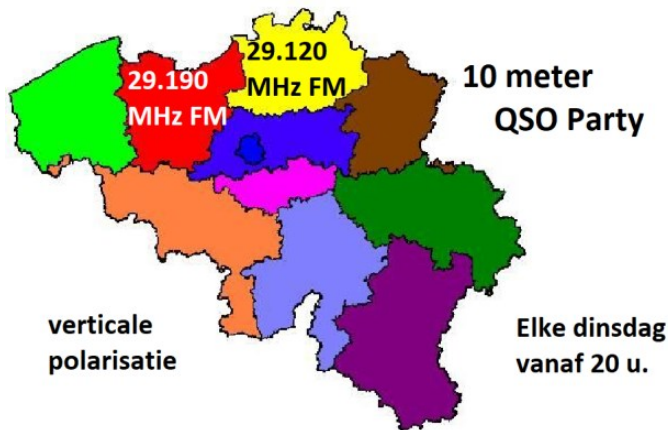 29.190
MHz FM
29.120
MHz FM
10 meter
QSO Party
verticale
polarisatie
Elke dinsdag
vanaf 20 u.